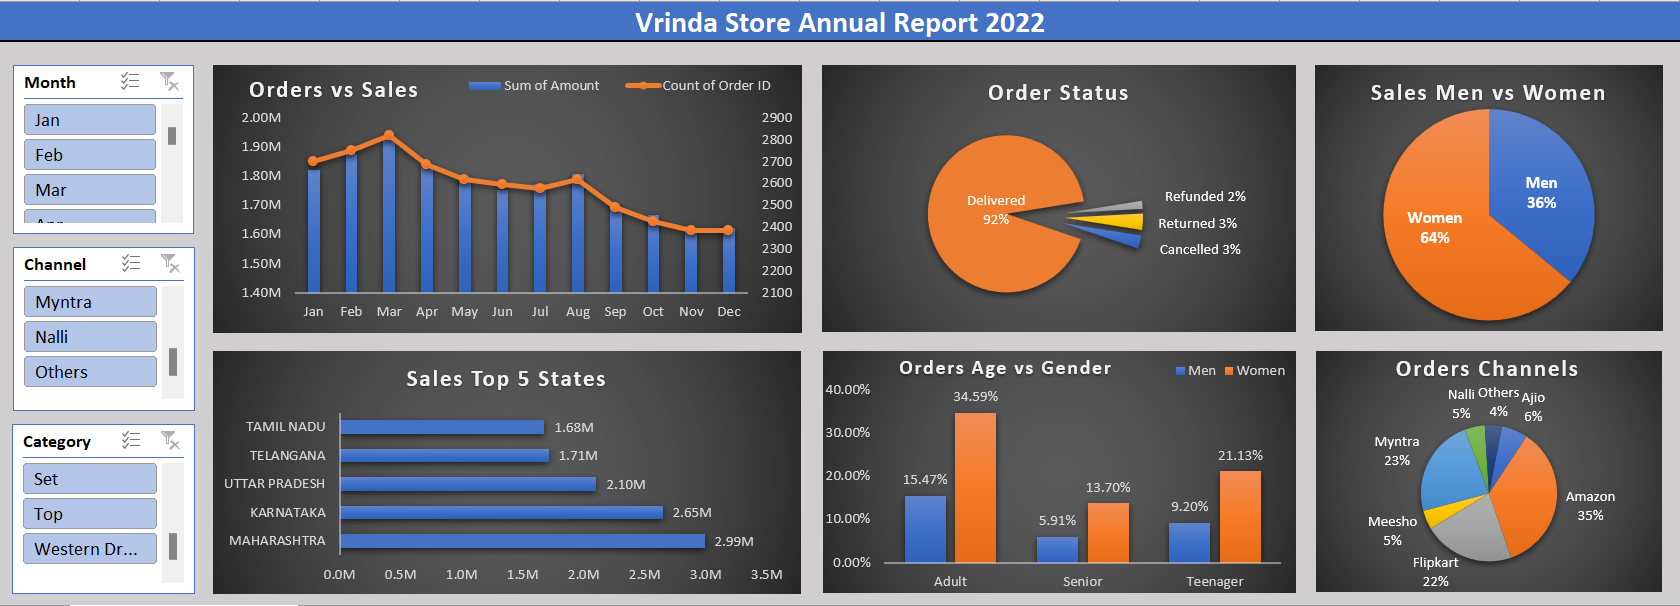 Vrinda Store Annual Report 2022
Month
Jan
Feb
Mar
Apr
Channel
Myntra
Nalli
Others
Category
Set
Top
Western Dr...
Orders vs Sales
Sum of Amount
Count of Order ID
2.00M
1.90M
1.80M
1.70M
1.60M
1.50M
1.40M
2900
2800
2700
2600
2500
2400
2300
2200
2100
Jan Feb Mar Apr May Jun Jul Aug Sep Oct Nov Dec
Order Status
Delivered
92%
Refunded 2%
Returned 3%
Cancelled 3%
Sales Men vs Women
Men
36%
Women
64%
Sales Top 5 States
TAMIL NADU 1.68M
TELANGANA 1.71M
UTTAR PRADESH 2.10M
KARNATAKA 2.65M
MAHARASHTRA 2.99M
0.0M 0.5M 1.0M 1.5M 2.0M 2.5M 3.0M 3.5M
Orders Age vs Gender
Men Women
40.00%
30.00%
20.00%
10.00%
0.00%
15.47% 34.59%
5.91% 13.70%
9.20% 21.13%
Adult Senior Teenager
Orders Channels
Nalli
5%
Others
4%
Ajio
6%
Myntra
23%
Amazon
35%
Meesho
5%
Flipkart
22%